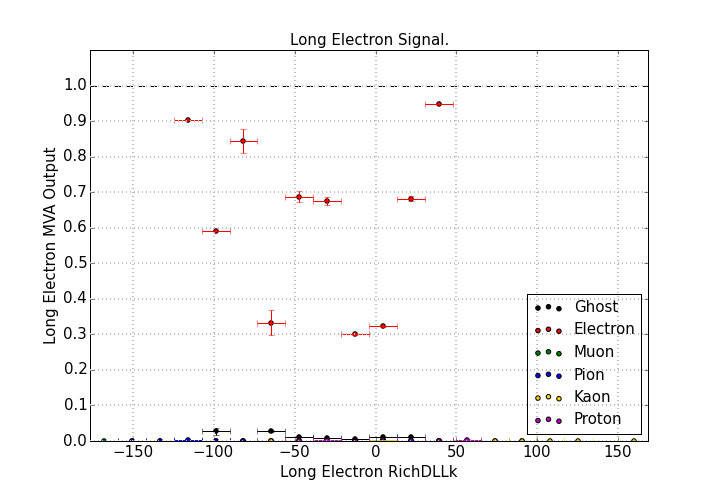 Long Electron Signal.
1.0
0.9
0.8
0.7
0.6
0.5
0.4
0.3
0.2
0.1
0.0
Long Electron MVA Output
Ghost
Electron
Muon
Pion
Kaon
Proton
−150
−100
−50
0
50
100
150
Long Electron RichDLLk